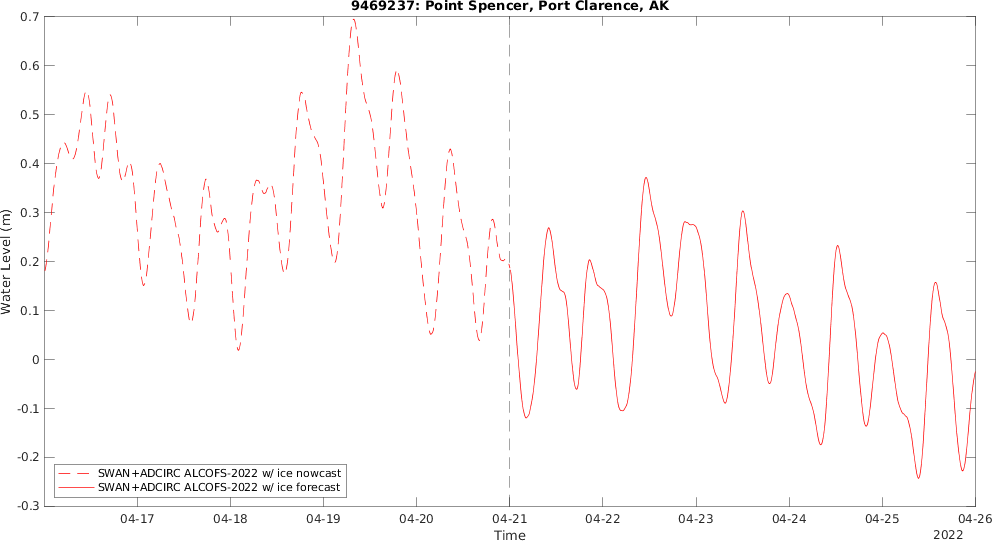 9469237: Point Spencer, Port Clarence, AK
0.7
0.6
0.5
0.4
0.3
0.2
0.1
0
-0.1
-0.2
-0.3
Water Level (m)
SWAN+ADCIRC ALCOFS-2022 w/ ice nowcast
SWAN+ADCIRC ALCOFS-2022 w/ ice forecast
04-17 04-18 04-19 04-20 04-21 04-22 04-23 04-24 04-25 04-26
Time
2022